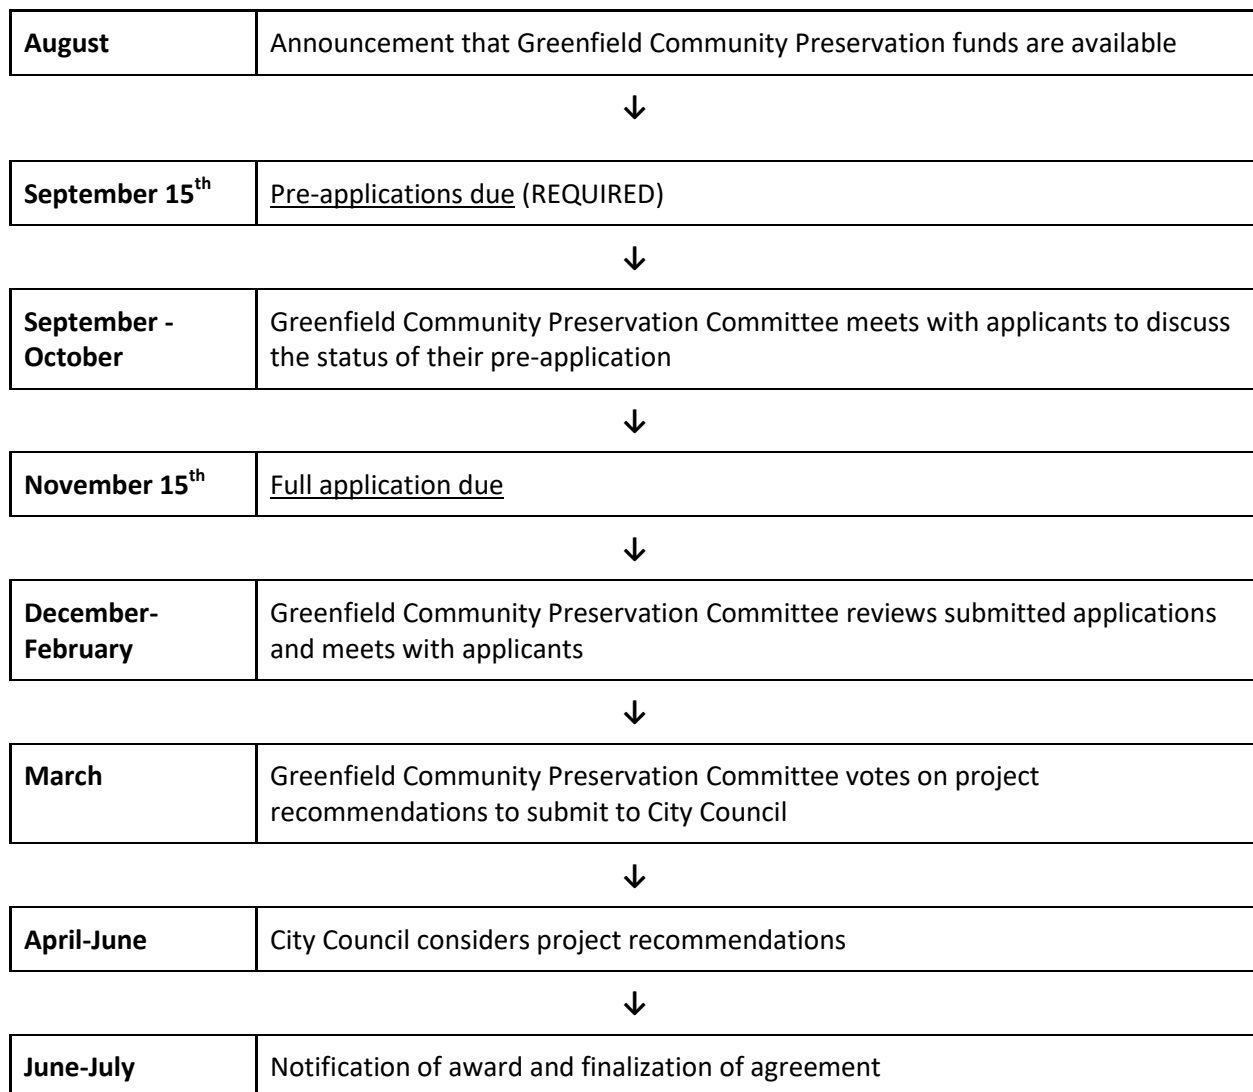 August Announcement that Greenfield Community Preservation funds are available
↓
September 15th Pre-applications due (REQUIRED)
↓
September - Greenfield Community Preservation Committee meets with applicants to discuss
October the status of their pre-application
↓
November 15th Full application due
↓
December- Greenfield Community Preservation Committee reviews submitted applications
February and meets with applicants
↓
March Greenfield Community Preservation Committee votes on project
recommendations to submit to City Council
↓
April-June City Council considers project recommendations
↓
June-July Notification of award and finalization of agreement